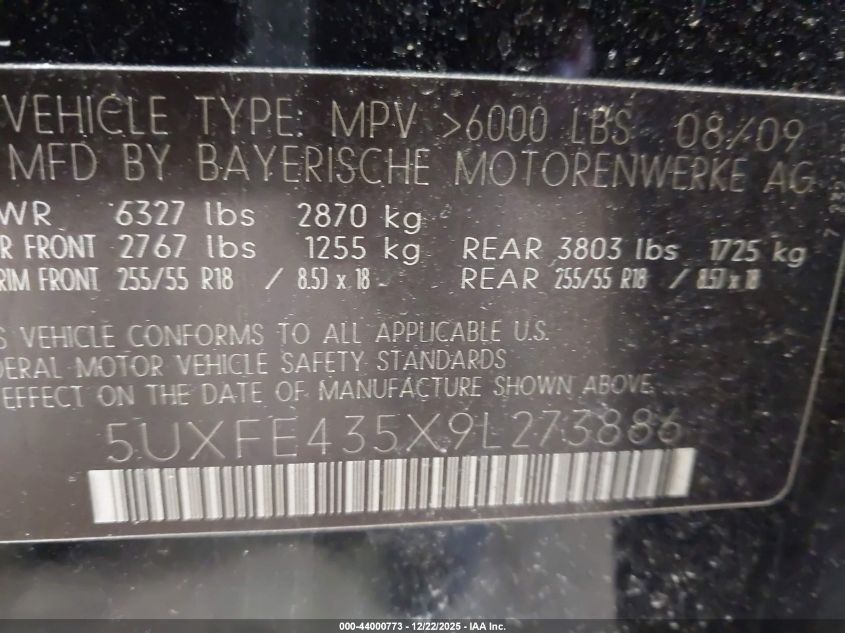 VEHICLE TYPE: MPV >6000 LBS 08/09
MFD BY BAYERISCHE MOTORENWERKE AG
WR 6327 lbs 2870 kg
R FRONT 2767 lbs 1255 kg REAR 3803 lbs 1725 kg
RIM FRONT 255/55 R18 / 8.5J x 18 REAR 255/55 R18 / 8.5J x 18
S VEHICLE CONFORMS TO ALL APPLICABLE U.S.
DERAL MOTOR VEHICLE SAFETY STANDARDS
EFFECT ON THE DATE OF MANUFACTURE SHOWN ABOVE.
5UXFE435X9L273886
000-44000773 - 12/22/2025 - IAA Inc.